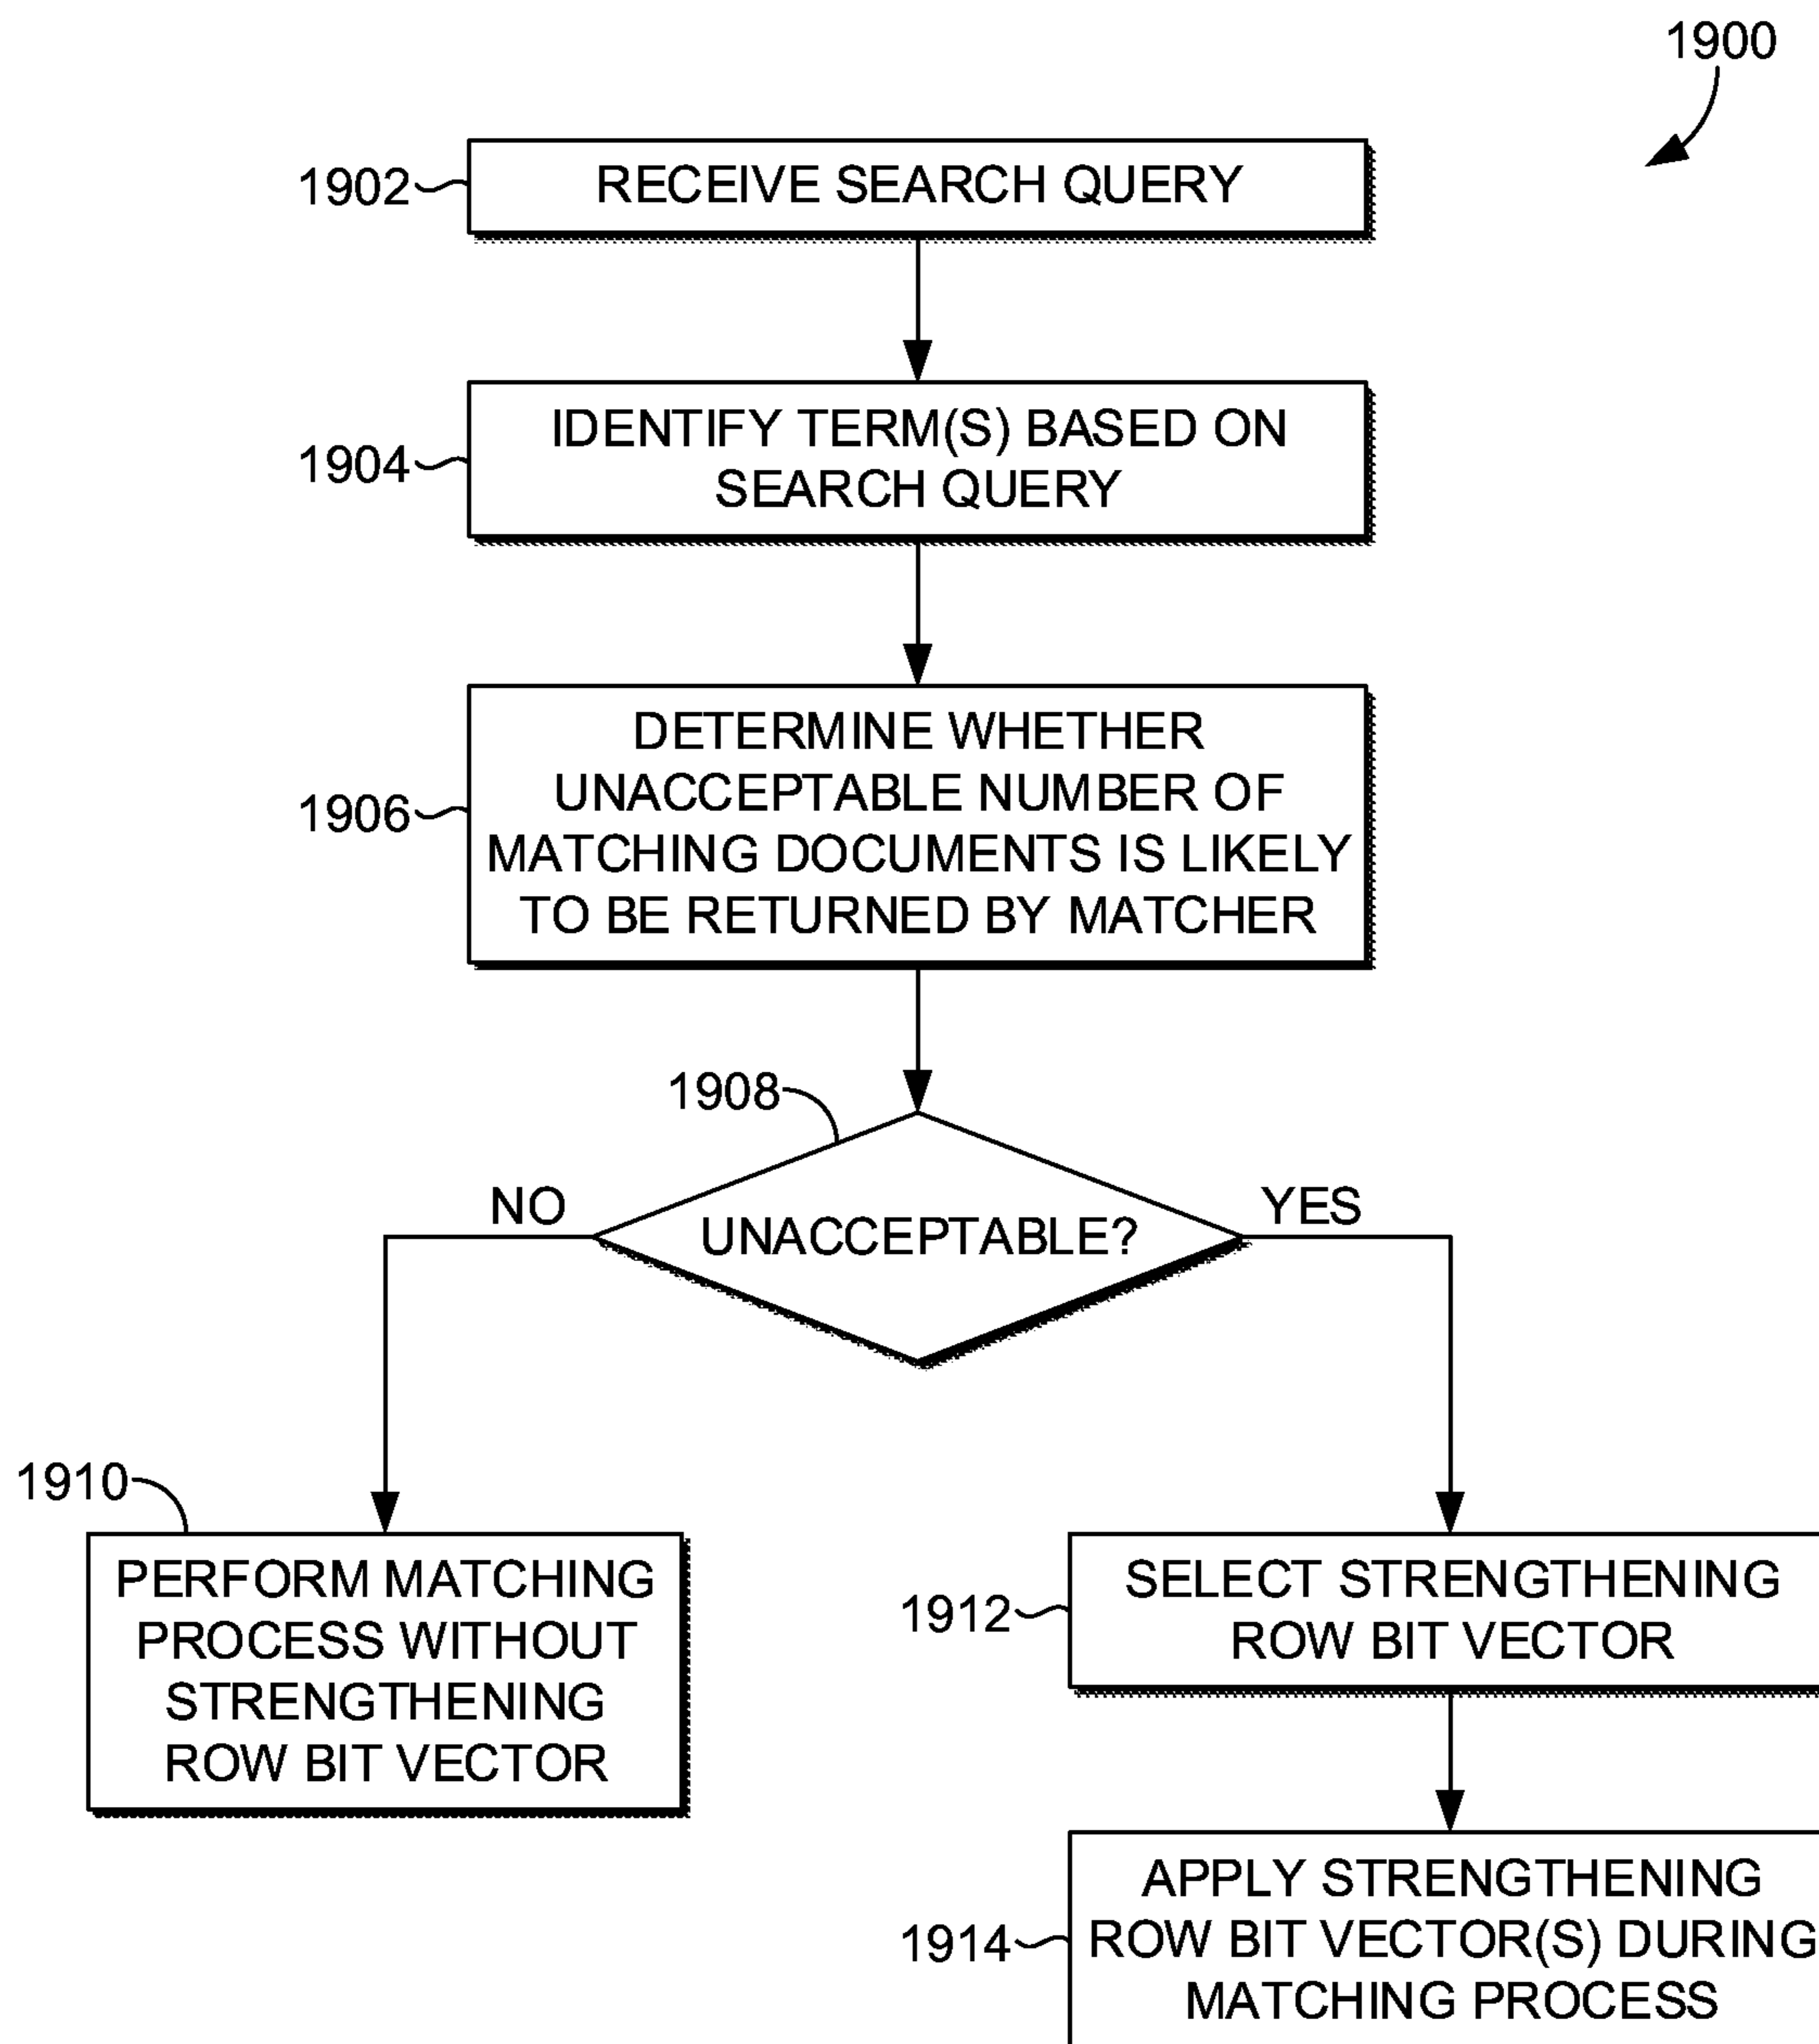 1900
1902
RECEIVE SEARCH QUERY
1904
IDENTIFY TERM(S) BASED ON
SEARCH QUERY
1906
DETERMINE WHETHER
UNACCEPTABLE NUMBER OF
MATCHING DOCUMENTS IS LIKELY
TO BE RETURNED BY MATCHER
1908
NO
UNACCEPTABLE?
YES
1910
PERFORM MATCHING
PROCESS WITHOUT
STRENGTHENING
ROW BIT VECTOR
1912
SELECT STRENGTHENING
ROW BIT VECTOR
1914
APPLY STRENGTHENING
ROW BIT VECTOR(S) DURING
MATCHING PROCESS